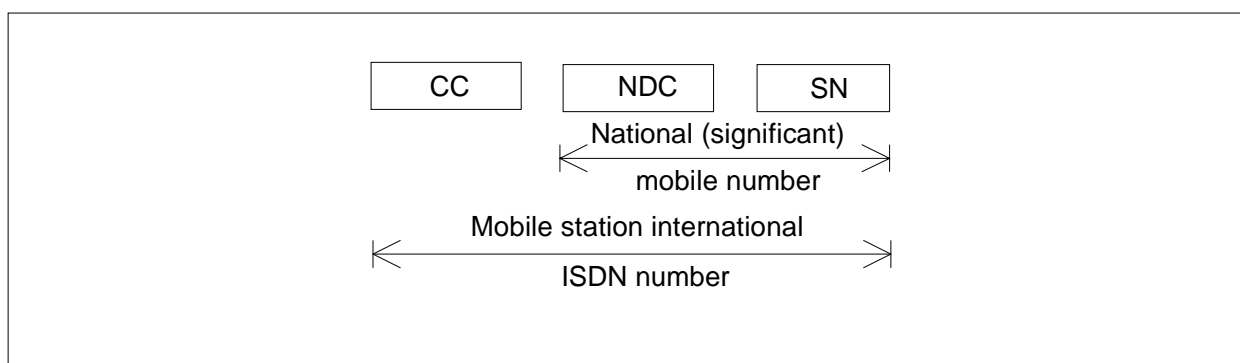 CC NDC SN
National (significant)
mobile number
Mobile station international
ISDN number